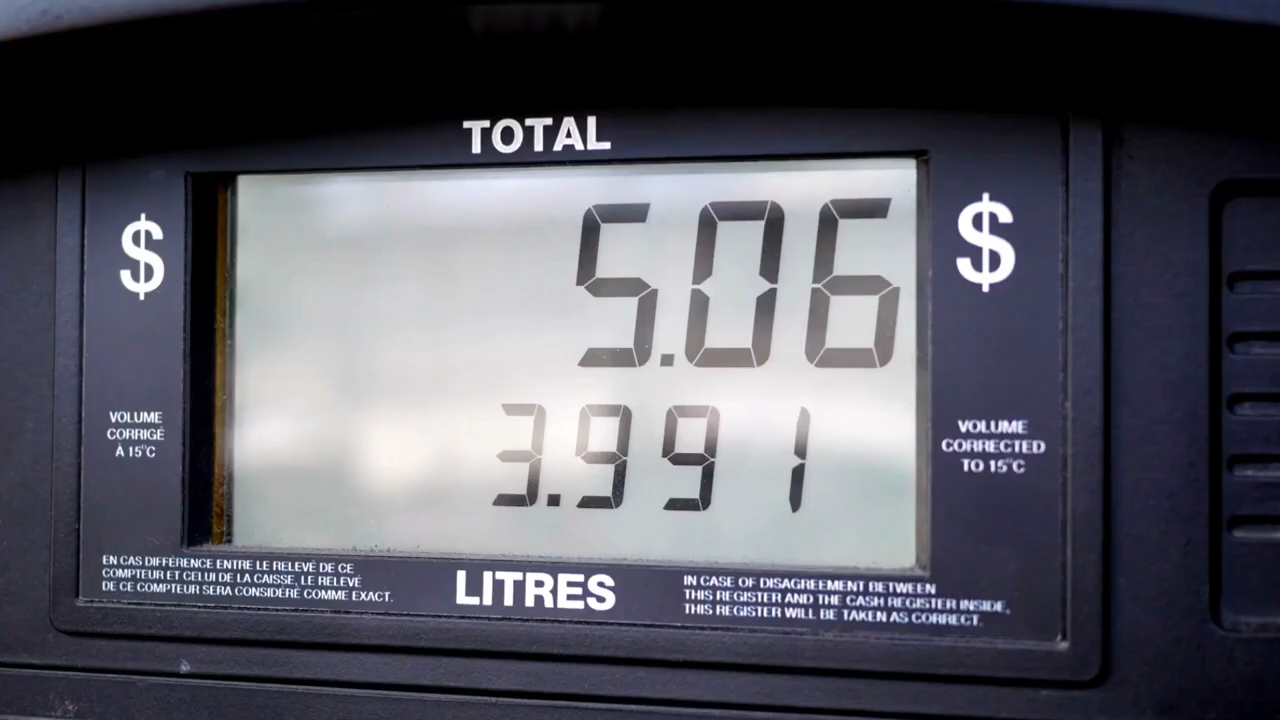 TOTAL
$
5.06
$
3.991
VOLUME
CORRIGÉ
À 15°C
VOLUME
CORRECTED
TO 15°C
EN CAS DIFFÉRENCE ENTRE LE RELEVÉ DE CE
COMPTEUR ET CELUI DE LA CAISSE, LE RELEVÉ
DE CE COMPTEUR SERA CONSIDÉRÉ COMME EXACT.
LITRES
IN CASE OF DISAGREEMENT BETWEEN
THIS REGISTER AND THE CASH REGISTER INSIDE,
THIS REGISTER WILL BE TAKEN AS CORRECT.